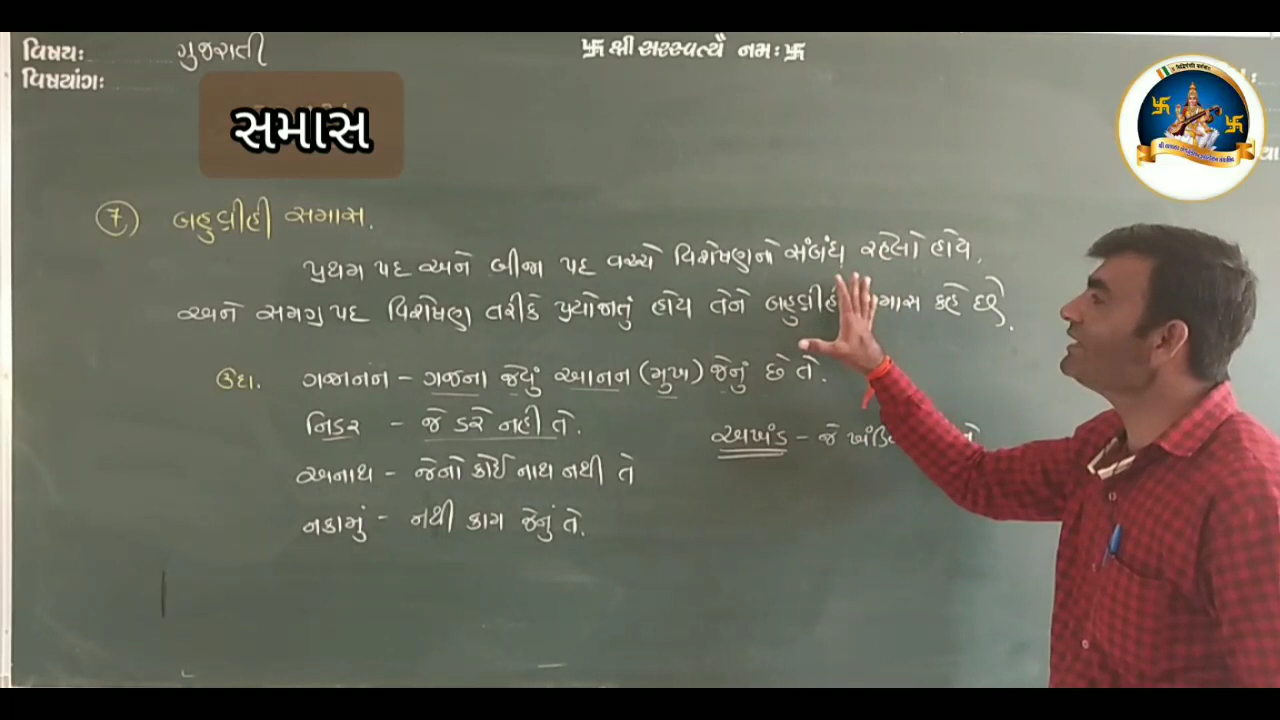 વિષય: ગુજરાતી
卐 શ્રી સરસ્વત્યૈ નમઃ 卐
વિષયાંગ:
સમાસ
૭) બહુવ્રીહી સમાસ.
પ્રથમ પદ અને બીજા પદ વચ્ચે વિશેષણનો સંબંધ રહેલો હોય,
અને સમગ્ર પદ વિશેષણ તરીકે પ્રયોજાતું હોય તેને બહુવ્રીહી સમાસ કહે છે.
ઉદા. ગજાનન - ગજના જેવું આનન (મુખ) જેનું છે તે.
નિડર - જે ડરે નહી તે.
અખંડ - જે તે
અનાથ - જેનો કોઈ નાથ નથી તે
નકામું - નથી કામ જેનું તે.